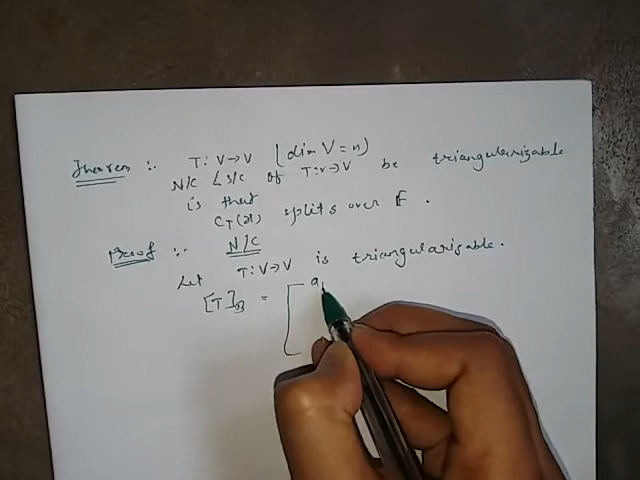 Theorem :- T: V→V (dim V = n)
N/C & S/C of T: V→V be triangularizable
is that
C_T(x) splits over F.
Proof :- N/C
Let T: V→V is triangularizable.
[T]_B = [ a